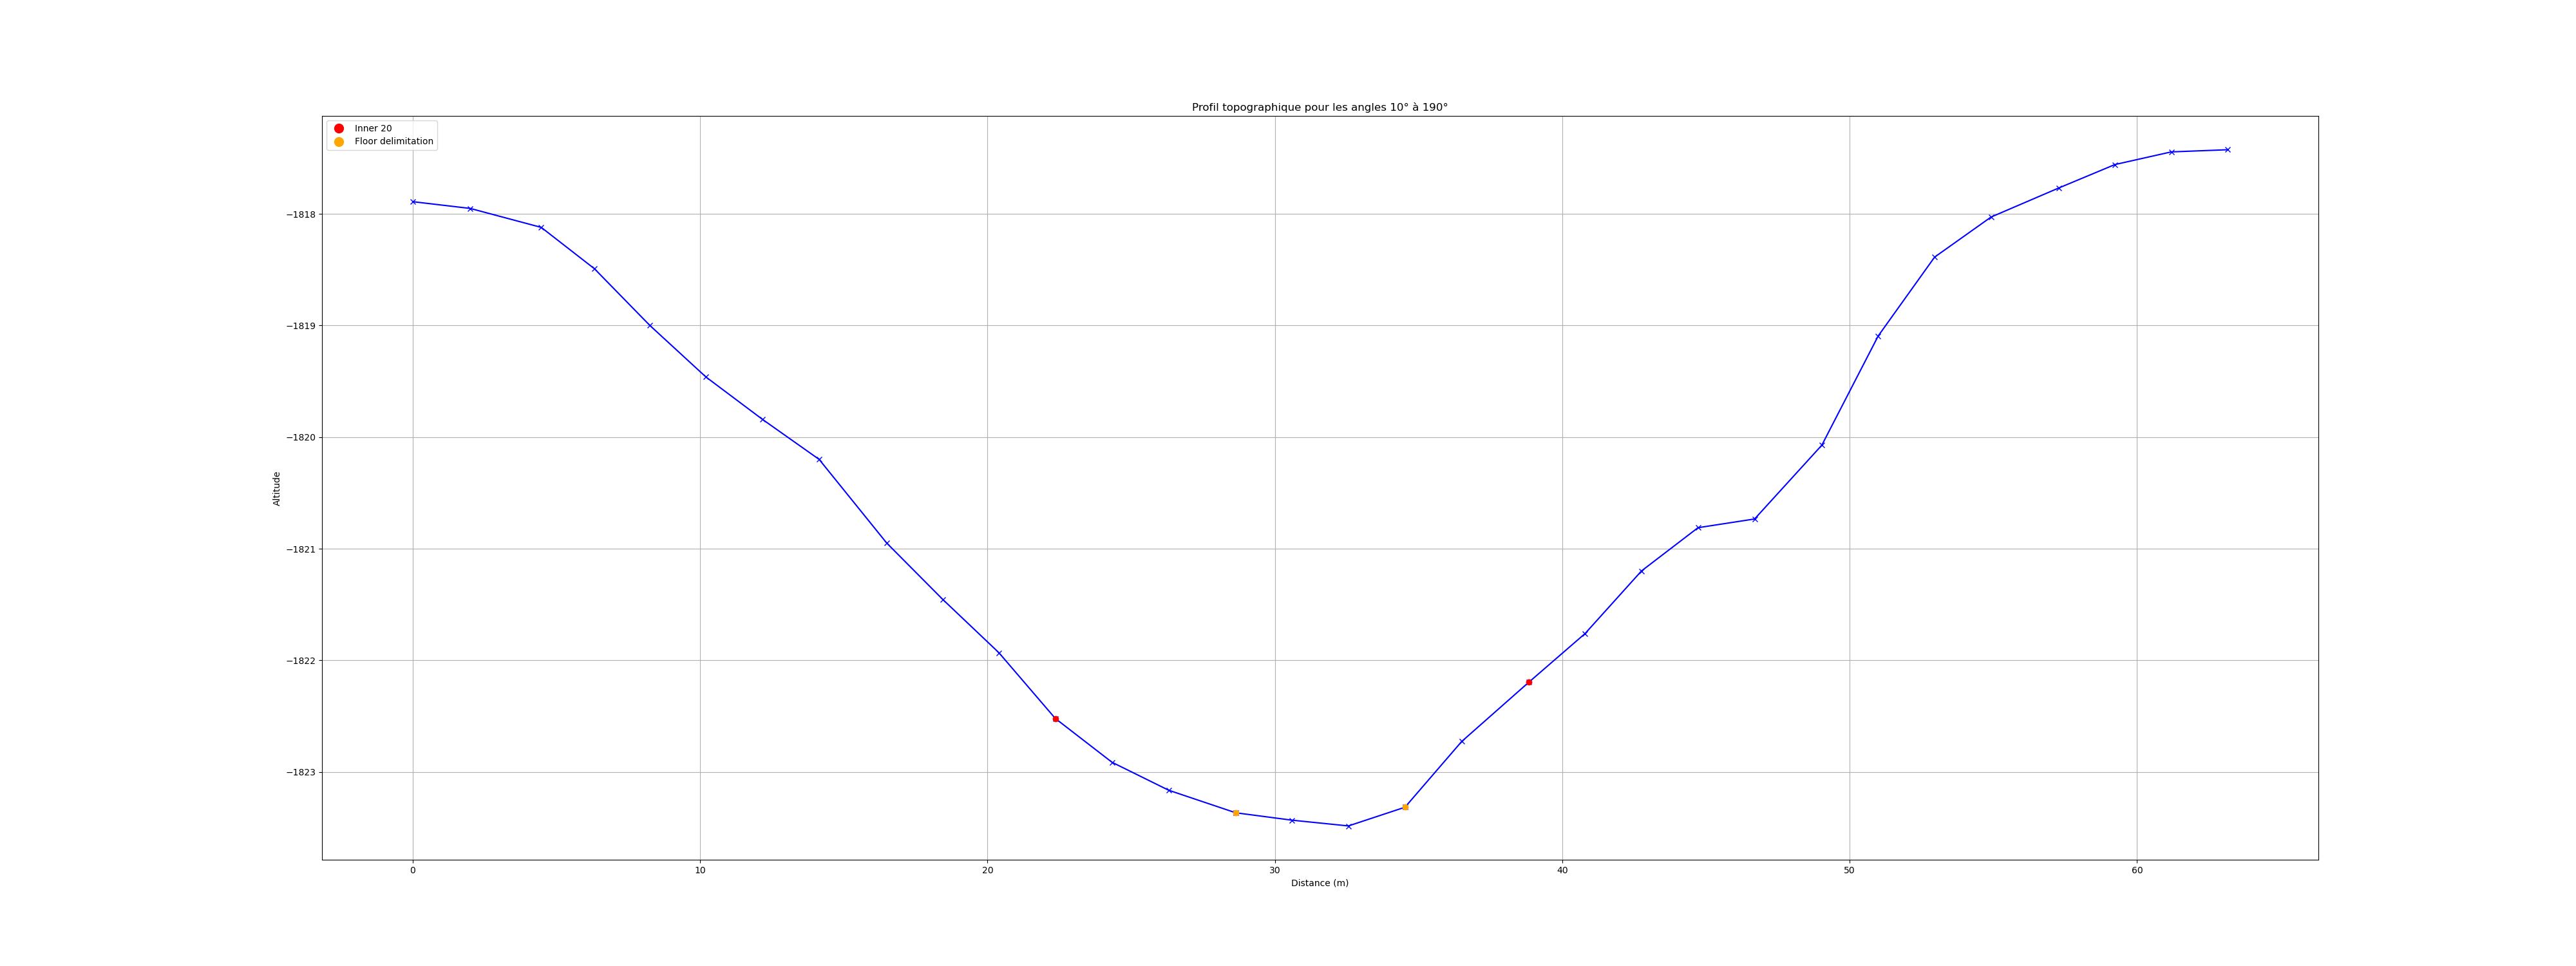 Profil topographique pour les angles 10° à 190°
Inner 20
Floor delimitation
−1818
−1819
−1820
−1821
−1822
−1823
Altitude
0 10 20 30 40 50 60
Distance (m)